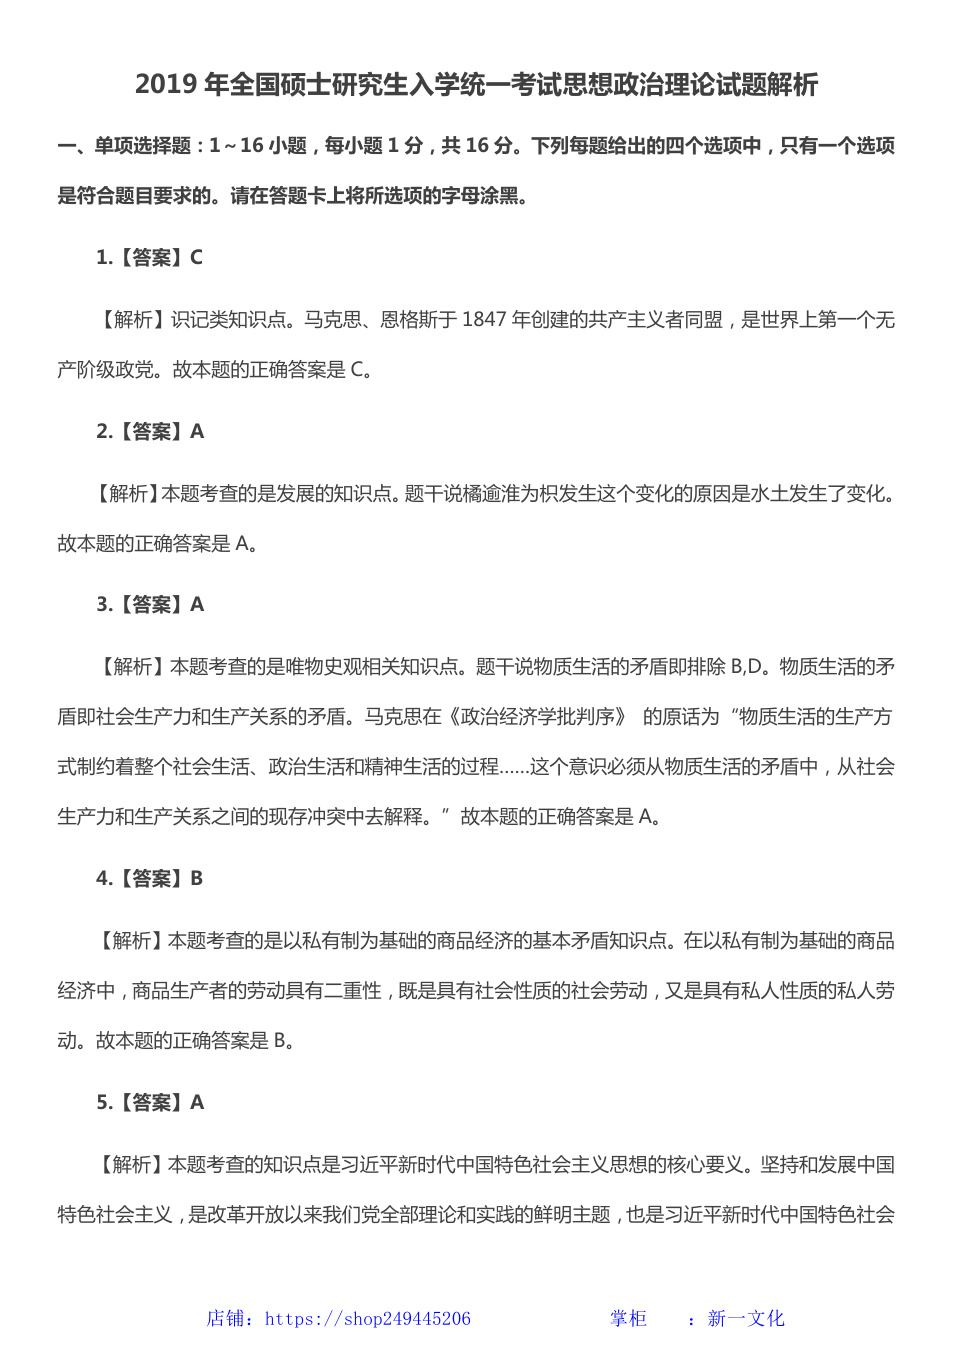 2019 年全国硕士研究生入学统一考试思想政治理论试题解析
一、单项选择题：1～16 小题，每小题 1 分，共 16 分。下列每题给出的四个选项中，只有一个选项
是符合题目要求的。请在答题卡上将所选项的字母涂黑。
1.【答案】C
【解析】识记类知识点。马克思、恩格斯于 1847 年创建的共产主义者同盟，是世界上第一个无
产阶级政党。故本题的正确答案是 C。
2.【答案】A
【解析】本题考查的是发展的知识点。题干说橘逾淮为枳发生这个变化的原因是水土发生了变化。
故本题的正确答案是 A。
3.【答案】A
【解析】本题考查的是唯物史观相关知识点。题干说物质生活的矛盾即排除 B,D。物质生活的矛
盾即社会生产力和生产关系的矛盾。马克思在《政治经济学批判序》 的原话为“物质生活的生产方
式制约着整个社会生活、政治生活和精神生活的过程……这个意识必须从物质生活的矛盾中，从社会
生产力和生产关系之间的现存冲突中去解释。”故本题的正确答案是 A。
4.【答案】B
【解析】本题考查的是以私有制为基础的商品经济的基本矛盾知识点。在以私有制为基础的商品
经济中，商品生产者的劳动具有二重性，既是具有社会性质的社会劳动，又是具有私人性质的私人劳
动。故本题的正确答案是 B。
5.【答案】A
【解析】本题考查的知识点是习近平新时代中国特色社会主义思想的核心要义。坚持和发展中国
特色社会主义，是改革开放以来我们党全部理论和实践的鲜明主题，也是习近平新时代中国特色社会
店铺：https://shop249445206 掌柜 ：新一文化